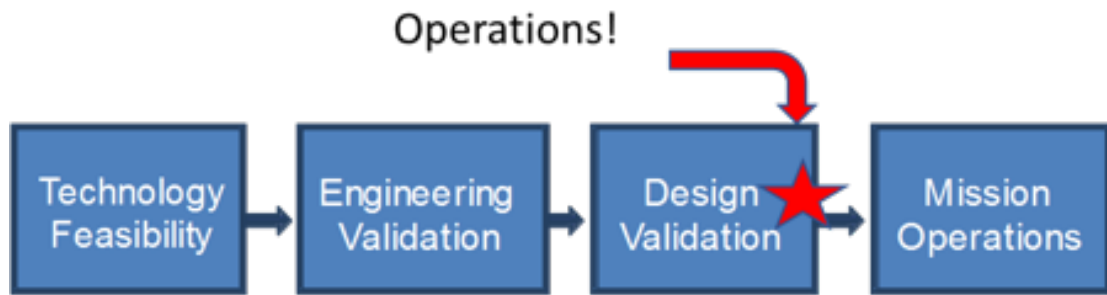 Operations!
Technology
Feasibility
Engineering
Validation
Design
Validation
Mission
Operations